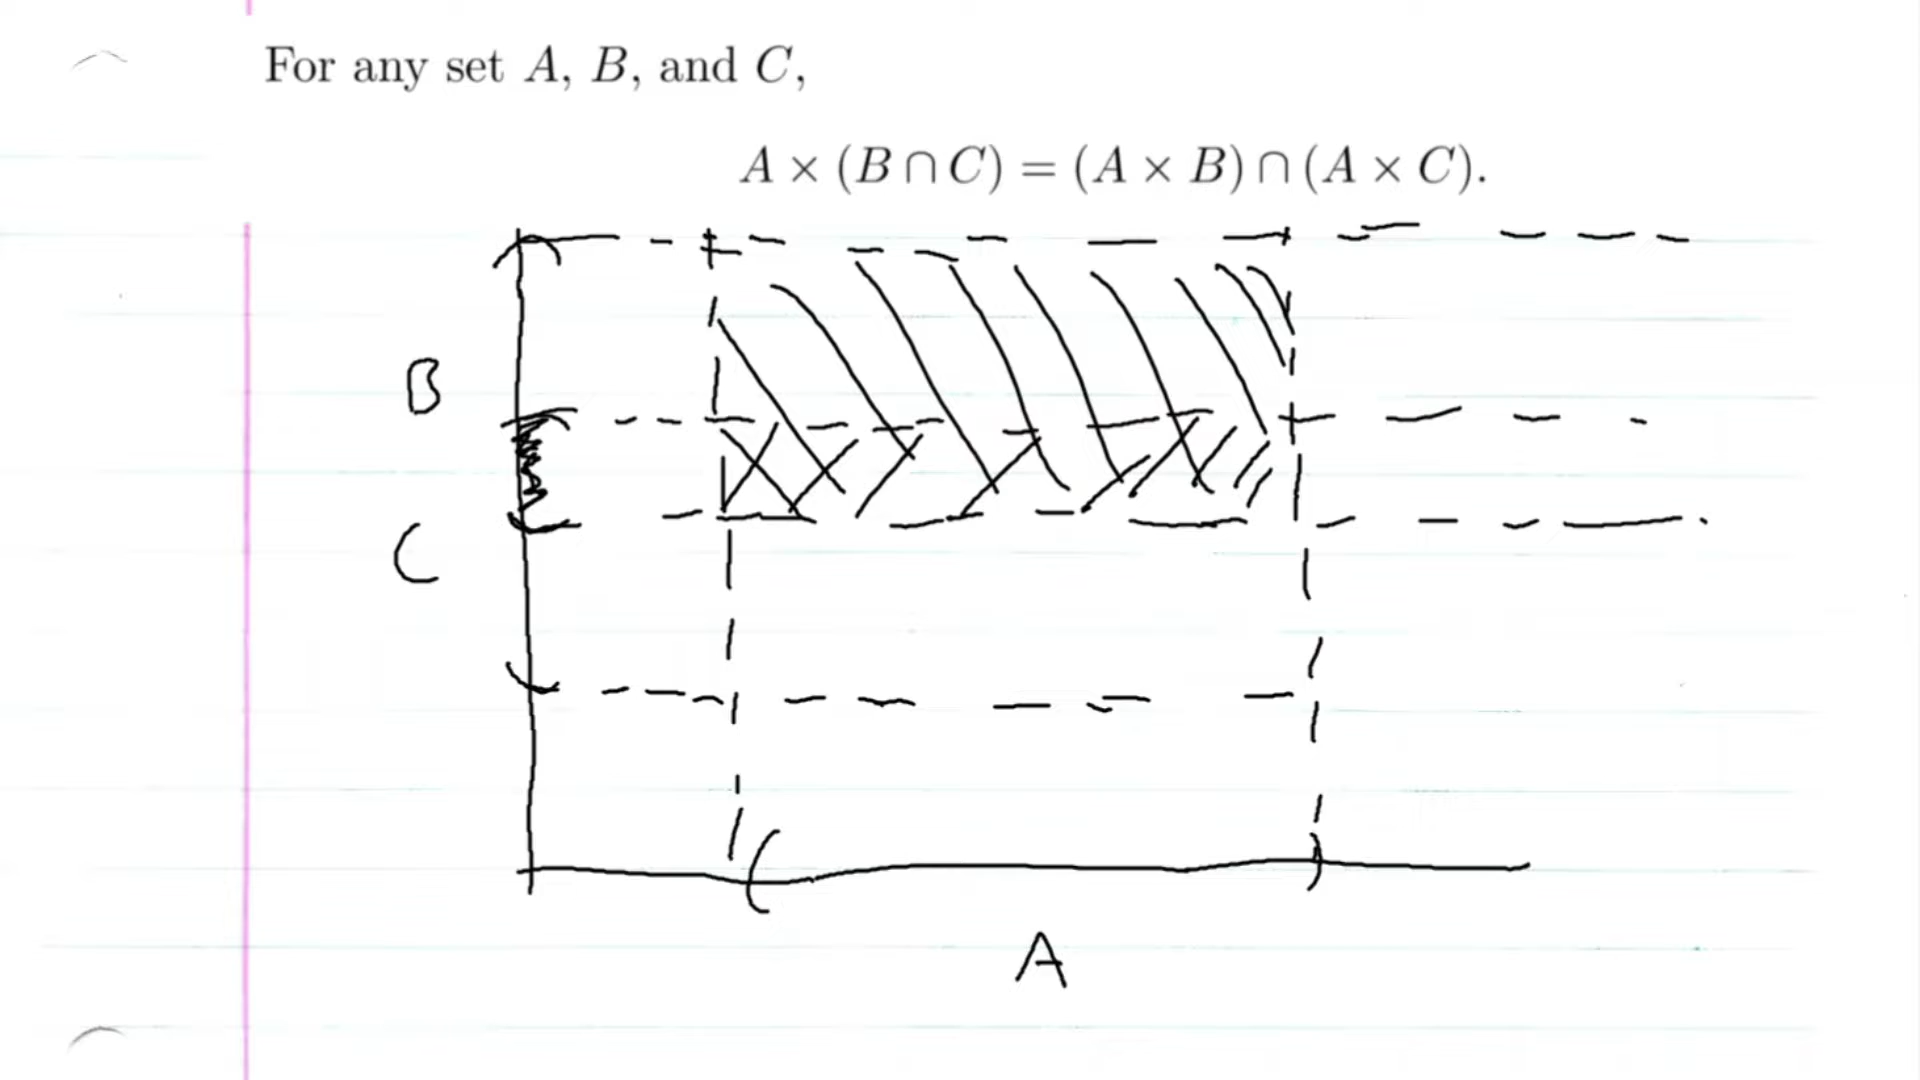 For any set A, B, and C,
A × (B ∩ C) = (A × B) ∩ (A × C).
B
C
A